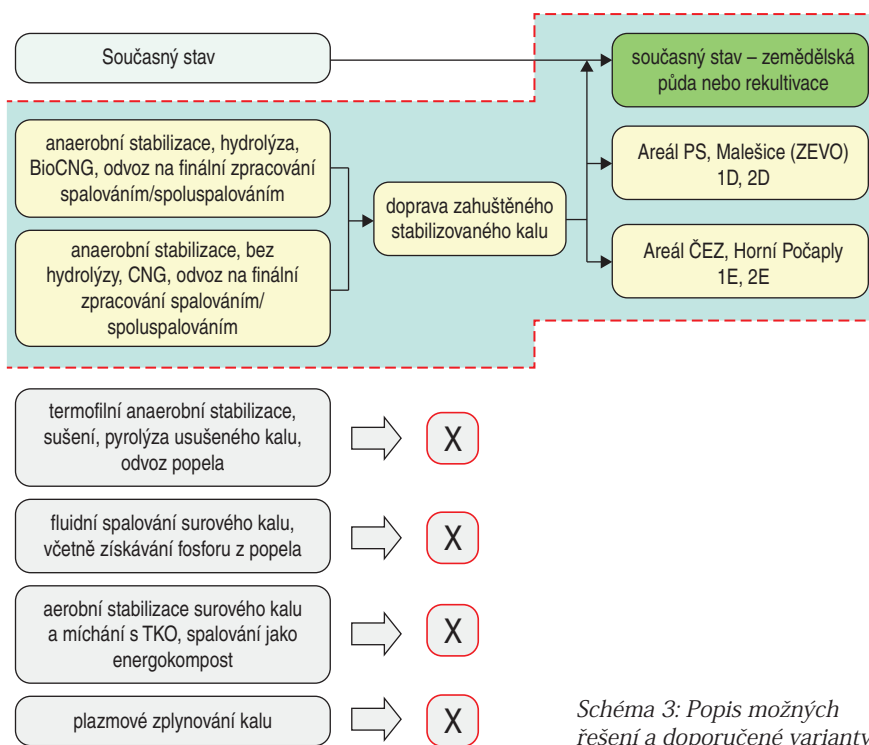 Současný stav
současný stav – zemědělská
půda nebo rekultivace
anaerobní stabilizace, hydrolýza,
BioCNG, odvoz na finální zpracování
spalováním/spoluspalováním
anaerobní stabilizace, bez
hydrolýzy, CNG, odvoz na finální
zpracování spalováním/
spoluspalováním
doprava zahuštěného
stabilizovaného kalu
Areál PS, Malešice (ZEVO)
1D, 2D
Areál ČEZ, Horní Počaply
1E, 2E
termofilní anaerobní stabilizace,
sušení, pyrolýza usušeného kalu,
odvoz popela
X
fluidní spalování surového kalu,
včetně získávání fosforu z popela
X
aerobní stabilizace surového kalu
a míchání s TKO, spalování jako
energokompost
X
plazmové zplynování kalu
X
Schéma 3: Popis možných
řešení a doporučené varianty